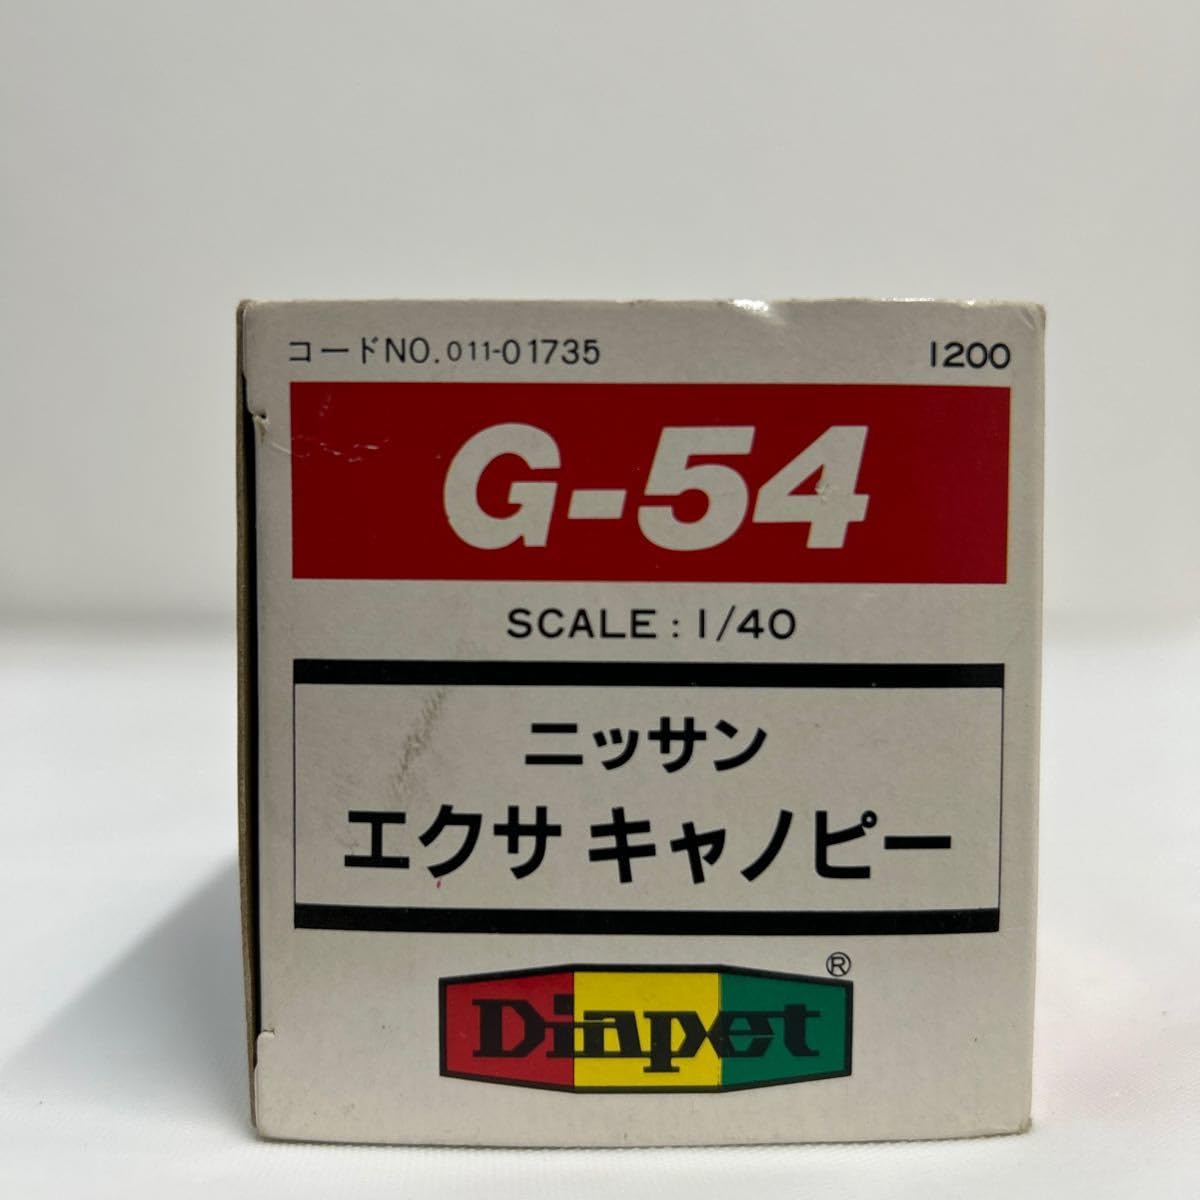 コードNO. 011-01735 1200
G-54
SCALE : 1/40
ニッサン
エクサ キャノピー
Diapet ®